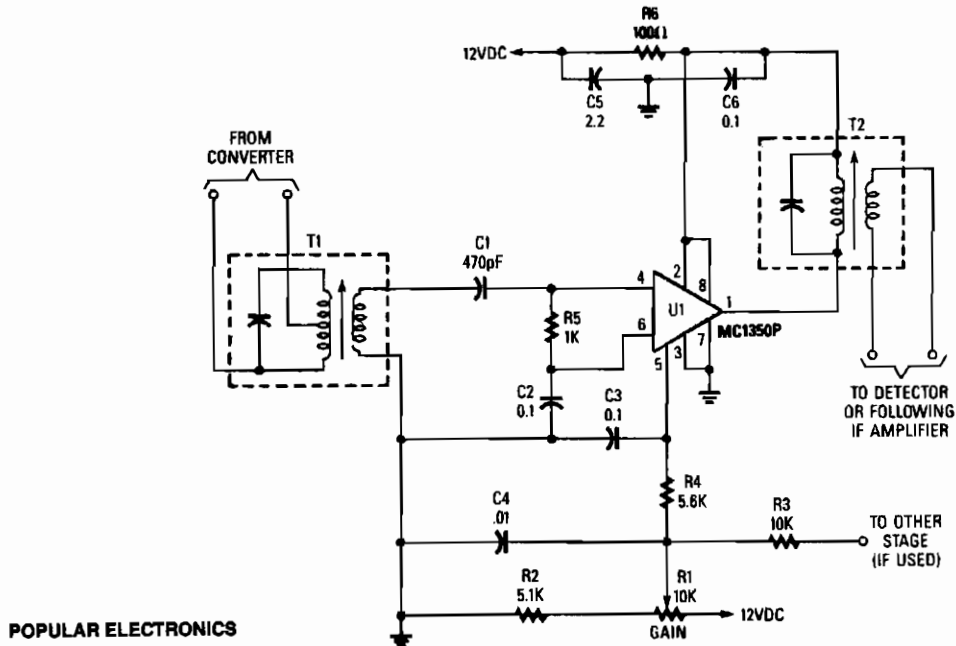 R6
100Ω
12VDC
C5
2.2
C6
0.1
T2
FROM
CONVERTER
T1
C1
470pF
4
2
8
1
U1
MC1350P
R5
1K
6
7
3
5
C2
0.1
C3
0.1
TO DETECTOR
OR FOLLOWING
IF AMPLIFIER
R4
5.6K
C4
.01
R3
10K
TO OTHER
STAGE
(IF USED)
R2
5.1K
R1
10K
12VDC
GAIN
POPULAR ELECTRONICS